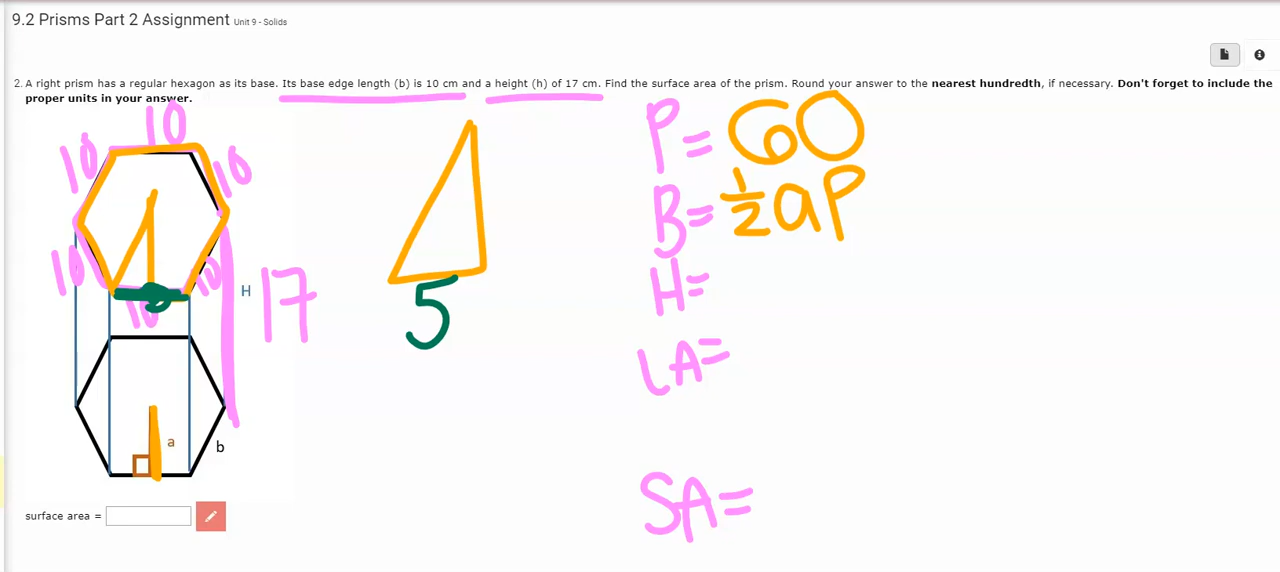 9.2 Prisms Part 2 Assignment Unit 9 - Solids
2. A right prism has a regular hexagon as its base. Its base edge length (b) is 10 cm and a height (h) of 17 cm. Find the surface area of the prism. Round your answer to the nearest hundredth, if necessary. Don't forget to include the
proper units in your answer.
10
10
10
10
10
10
H
17
a
b
5
P= 60
B= 1/2 aP
H=
LA=
SA=
surface area =